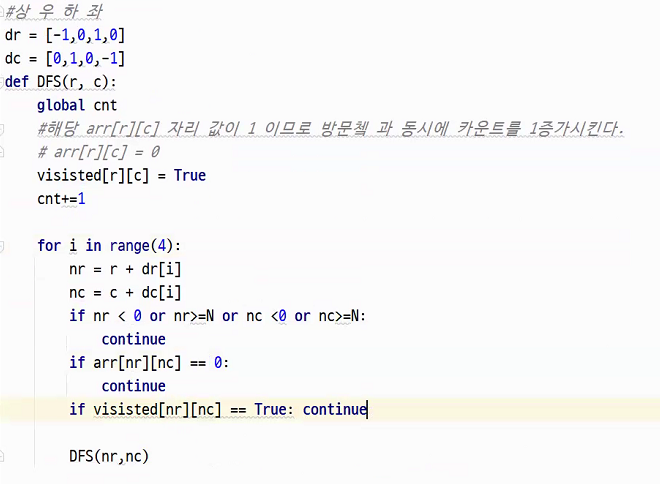 #상 우 하 좌
dr = [-1,0,1,0]
dc = [0,1,0,-1]
def DFS(r, c):
    global cnt
    #해당 arr[r][c] 자리 값이 1 이므로 방문쳌 과 동시에 카운트를 1증가시킨다.
    # arr[r][c] = 0
    visisted[r][c] = True
    cnt+=1

    for i in range(4):
        nr = r + dr[i]
        nc = c + dc[i]
        if nr < 0 or nr>=N or nc <0 or nc>=N:
            continue
        if arr[nr][nc] == 0:
            continue
        if visisted[nr][nc] == True: continue

        DFS(nr,nc)